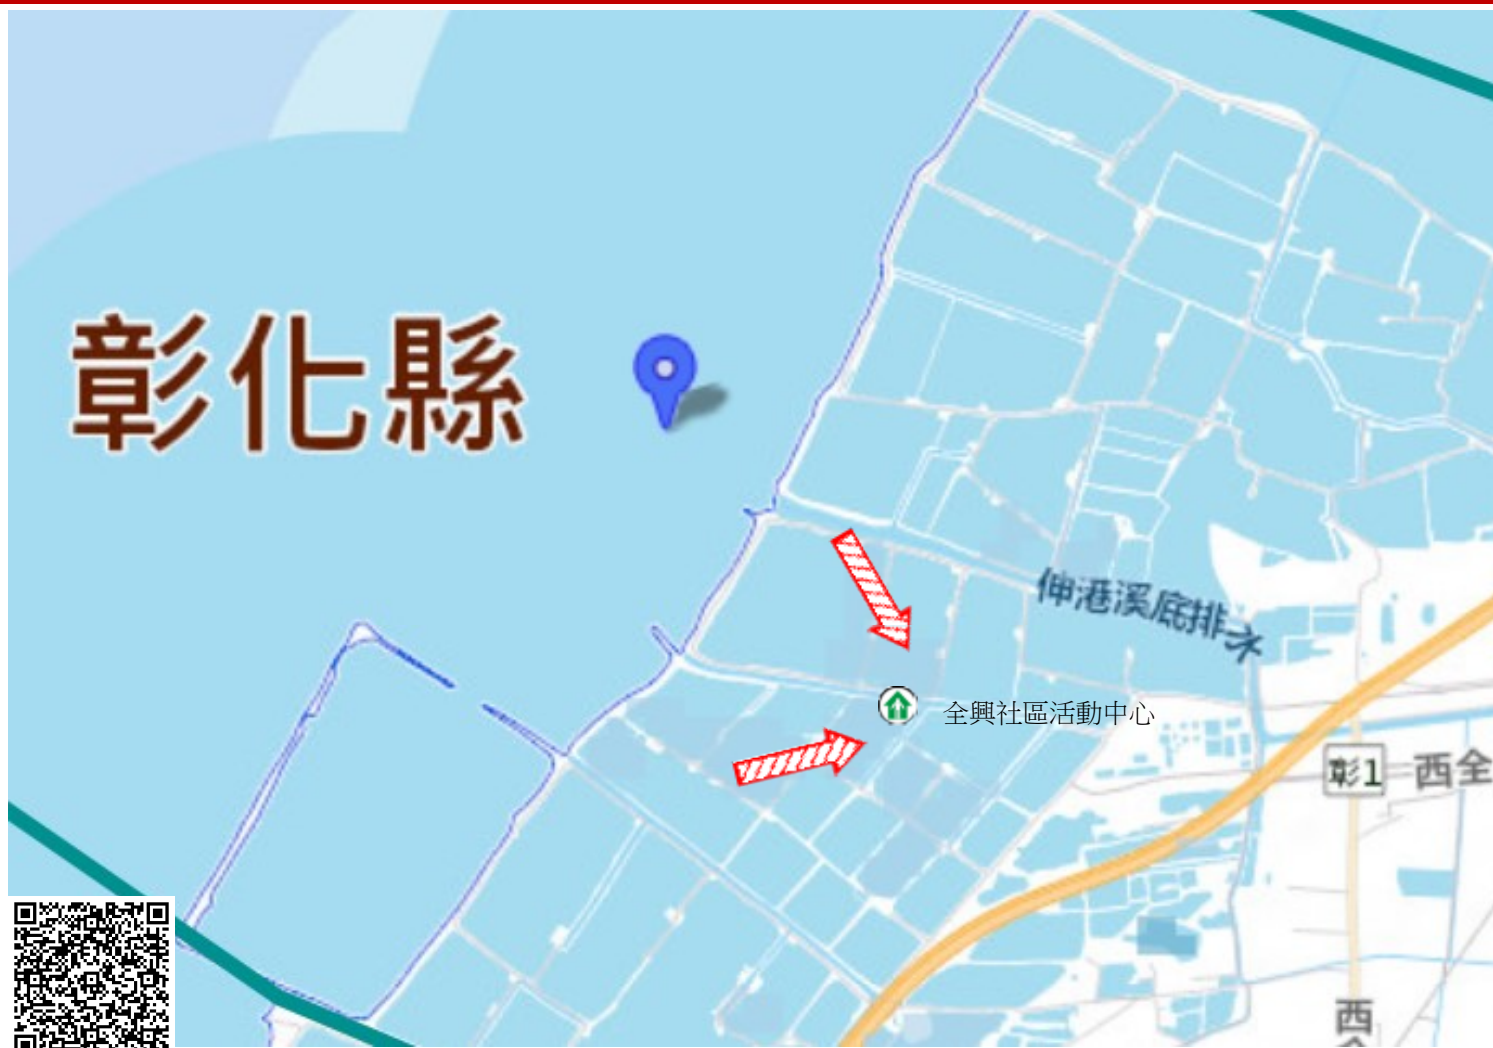 彰化縣
伸港溪底排水
全興社區活動中心
彰1
西全
西